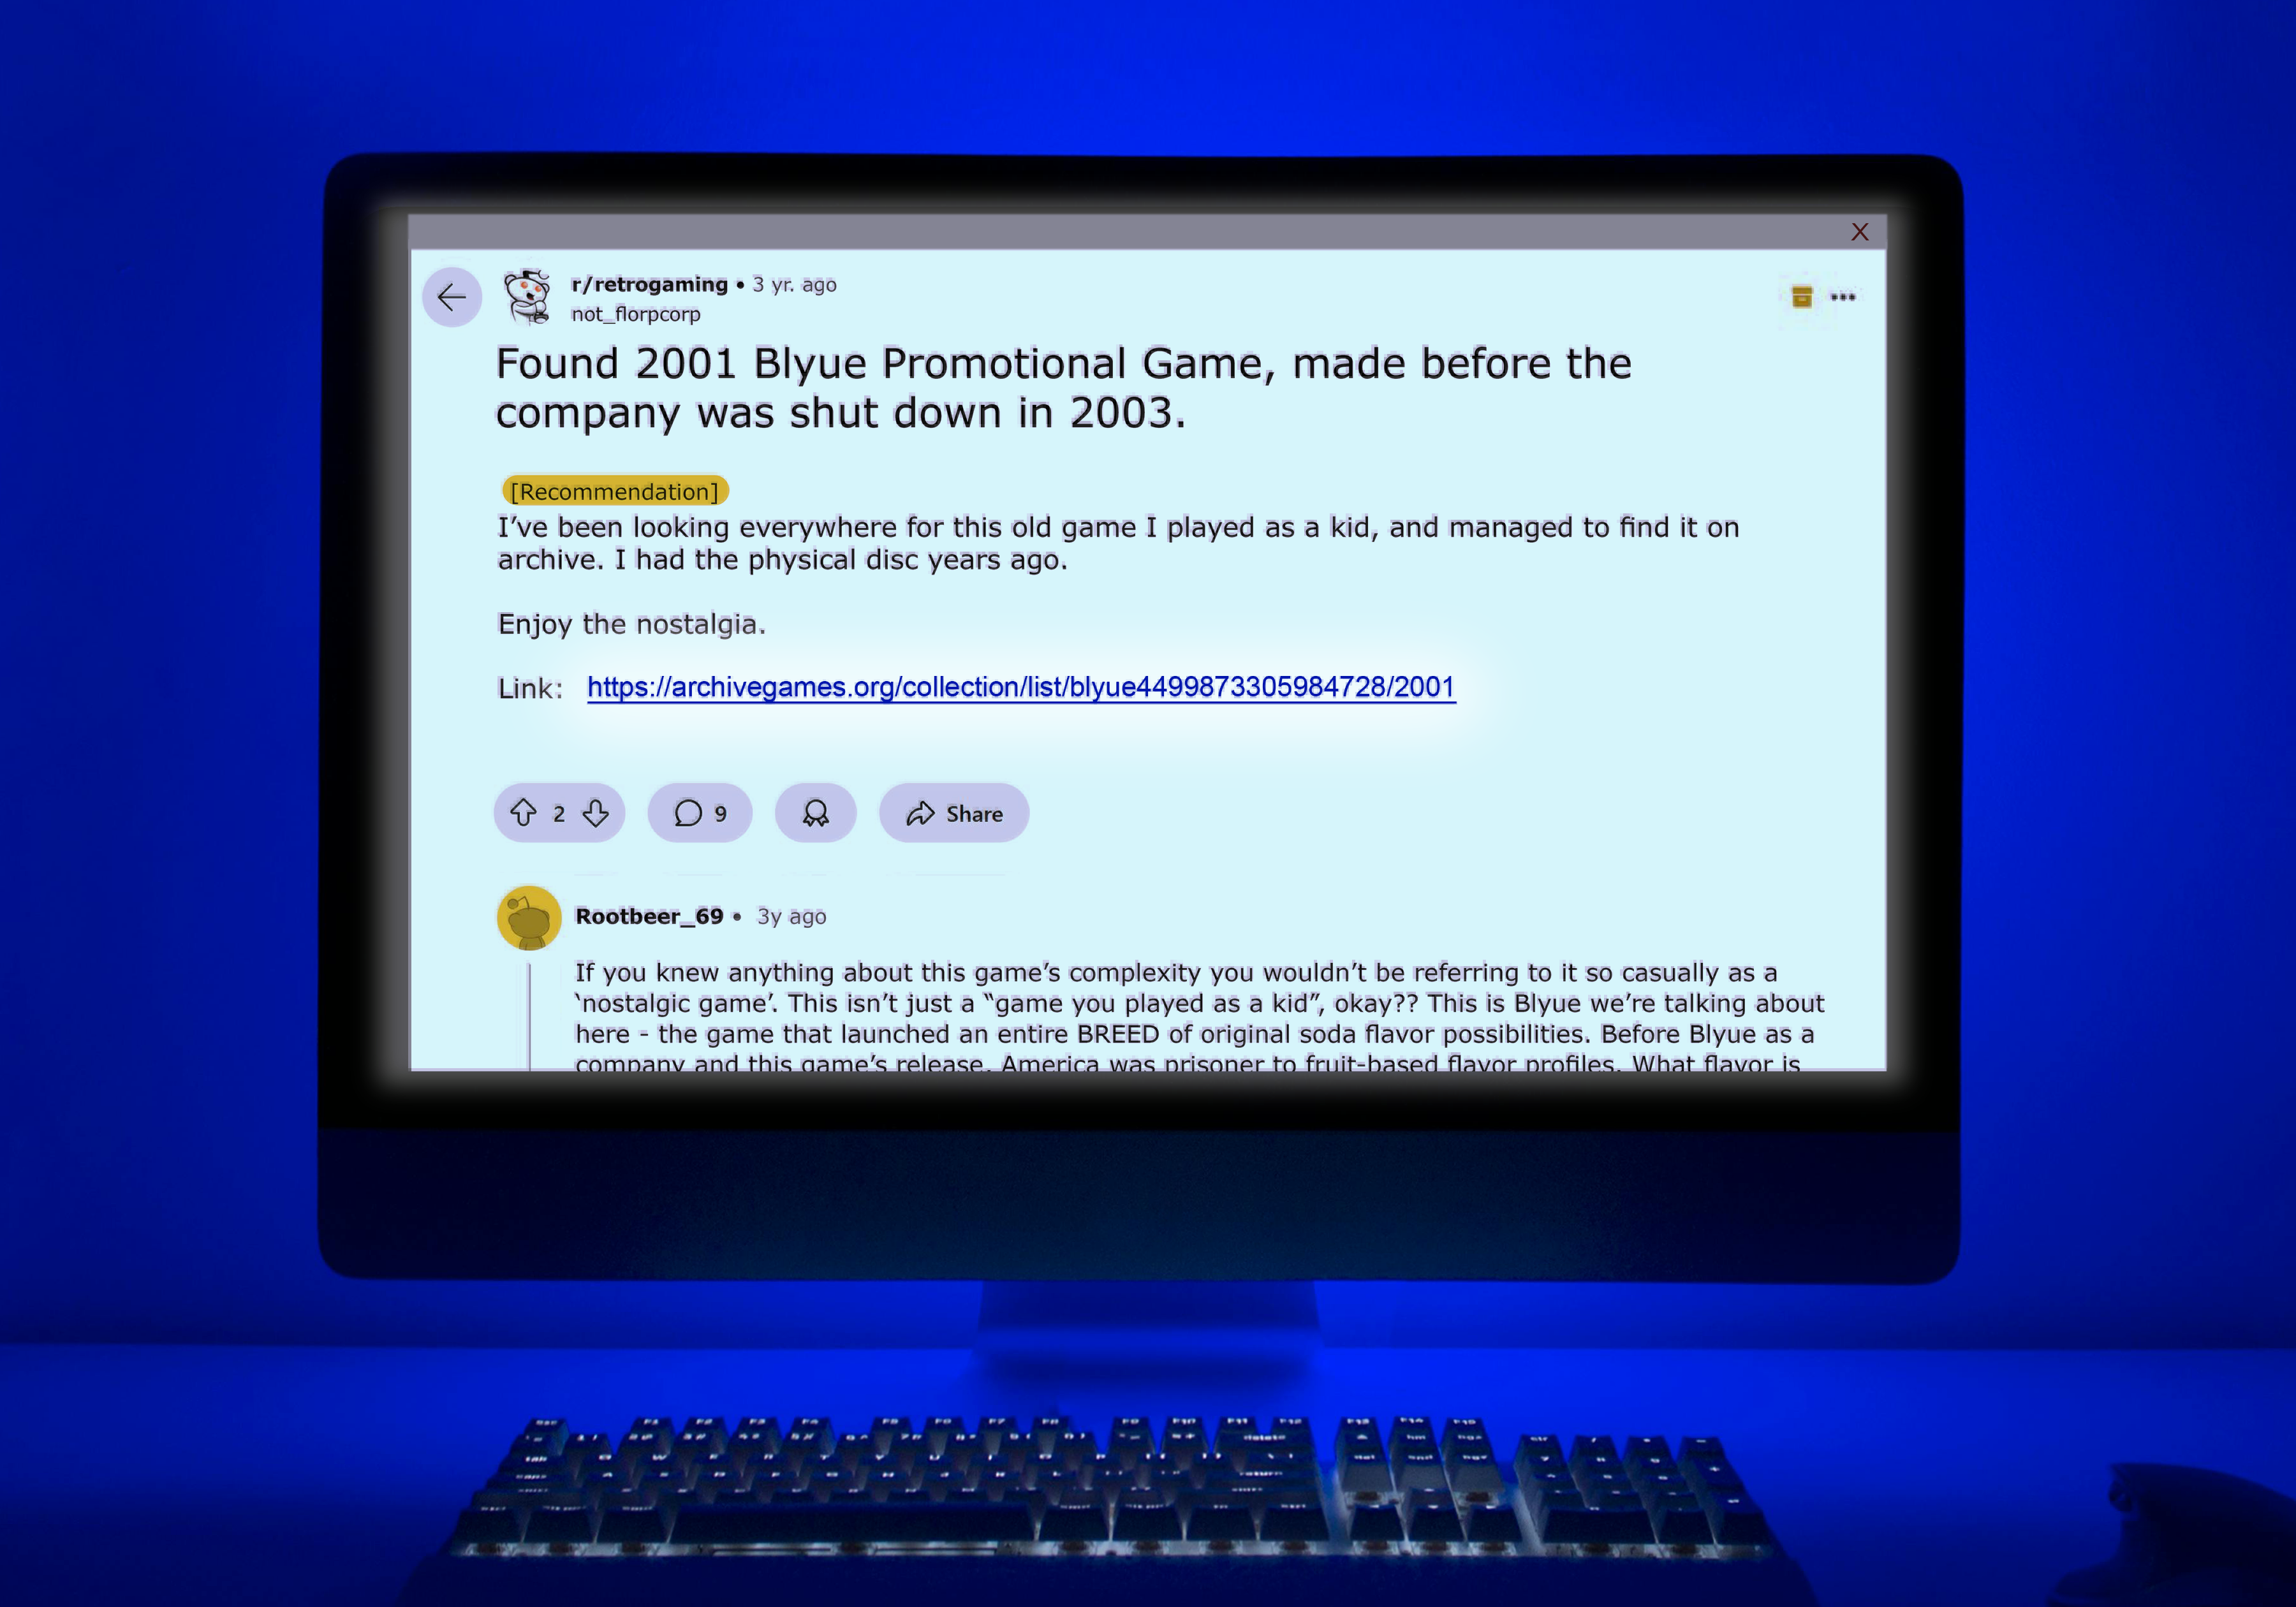 X
r/retrogaming • 3 yr. ago
not_florpcorp
Found 2001 Blyue Promotional Game, made before the
company was shut down in 2003.
[Recommendation]
I’ve been looking everywhere for this old game I played as a kid, and managed to find it on
archive. I had the physical disc years ago.
Enjoy the nostalgia.
Link: https://archivegames.org/collection/list/blyue4499873305984728/2001
2 9 Share
Rootbeer_69 • 3y ago
If you knew anything about this game’s complexity you wouldn’t be referring to it so casually as a
‘nostalgic game’. This isn’t just a “game you played as a kid”, okay?? This is Blyue we’re talking about
here - the game that launched an entire BREED of original soda flavor possibilities. Before Blyue as a
company and this game’s release, America was prisoner to fruit-based flavor profiles. What flavor is